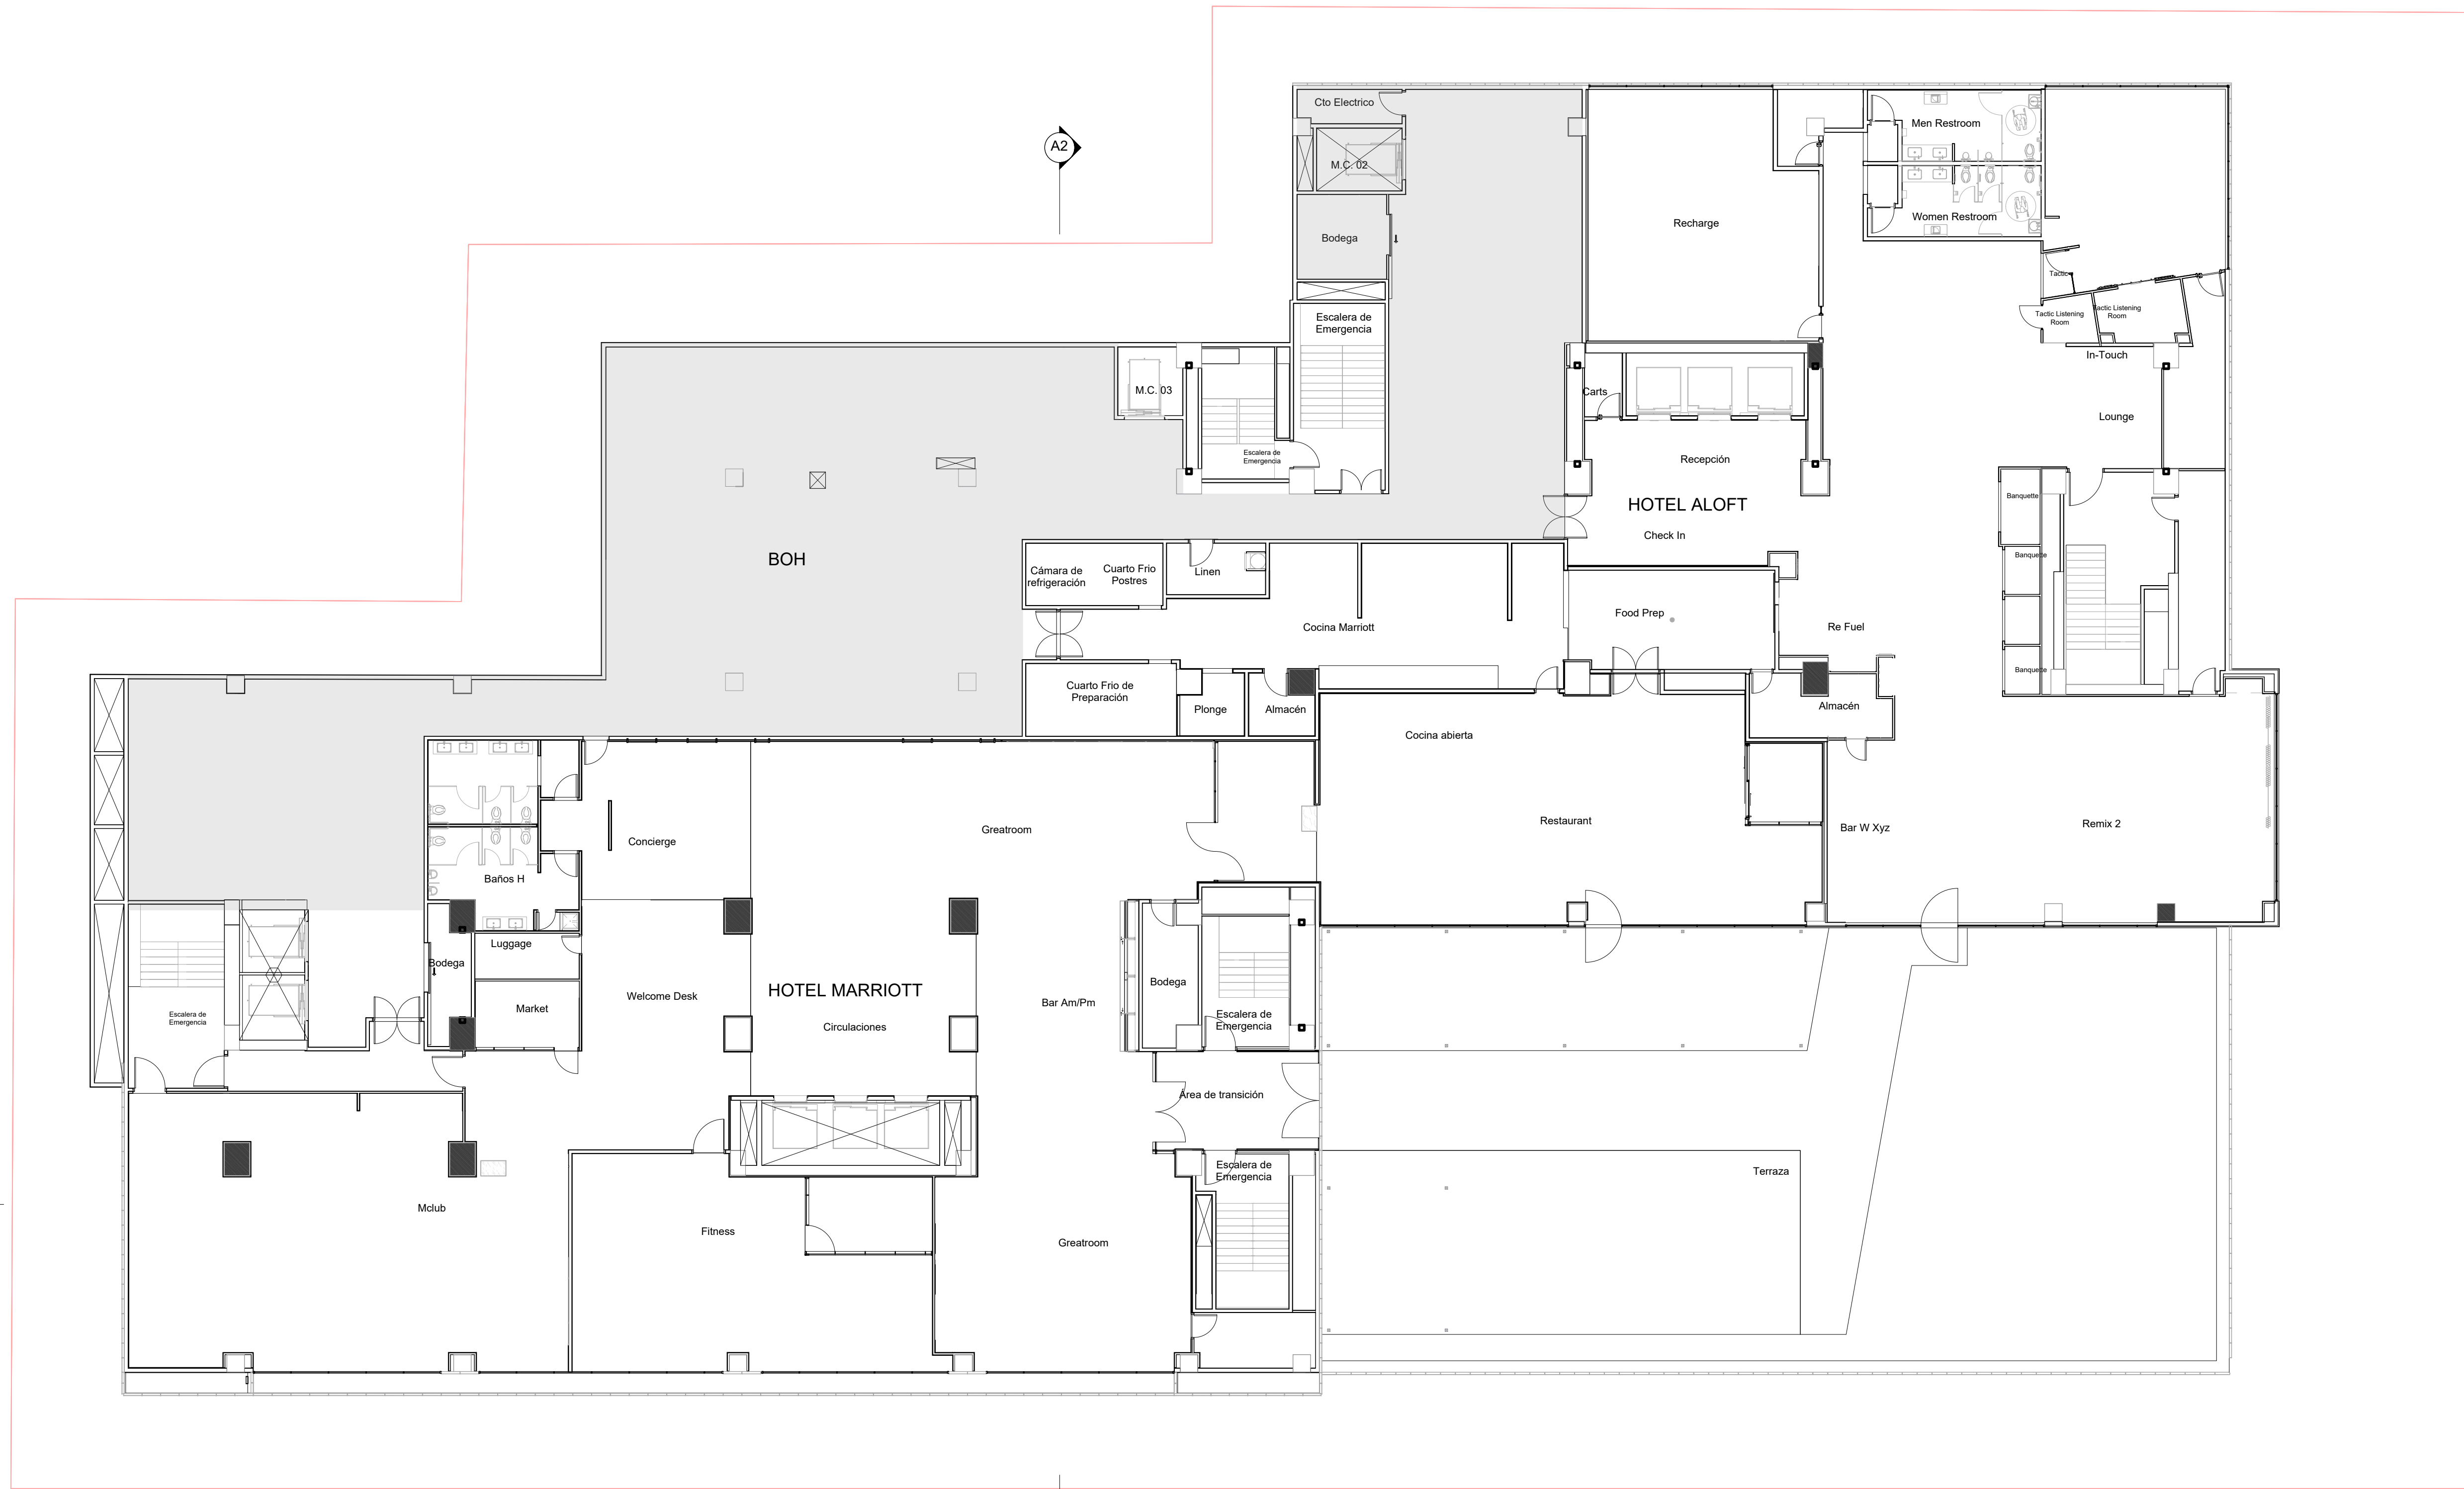 Cto Electrico
A2
Men Restroom
M.C. 02
Women Restroom
Recharge
Bodega
Tactic
Tactic Listening
Room
Tactic Listening
Room
Escalera de
Emergencia
In-Touch
M.C. 03
Carts
Lounge
Escalera de
Emergencia
Recepción
HOTEL ALOFT
Banquette
Check In
BOH
Banquette
Cámara de
refrigeración
Cuarto Frio
Postres
Linen
Food Prep
Cocina Marriott
Re Fuel
Banquette
Cuarto Frio de
Preparación
Plonge
Almacén
Almacén
Cocina abierta
Restaurant
Bar W Xyz
Remix 2
Greatroom
Concierge
Baños H
Luggage
Bodega
Bodega
HOTEL MARRIOTT
Welcome Desk
Bar Am/Pm
Market
Escalera de
Emergencia
Escalera de
Emergencia
Circulaciones
Área de transición
Escalera de
Emergencia
Terraza
Mclub
Fitness
Greatroom